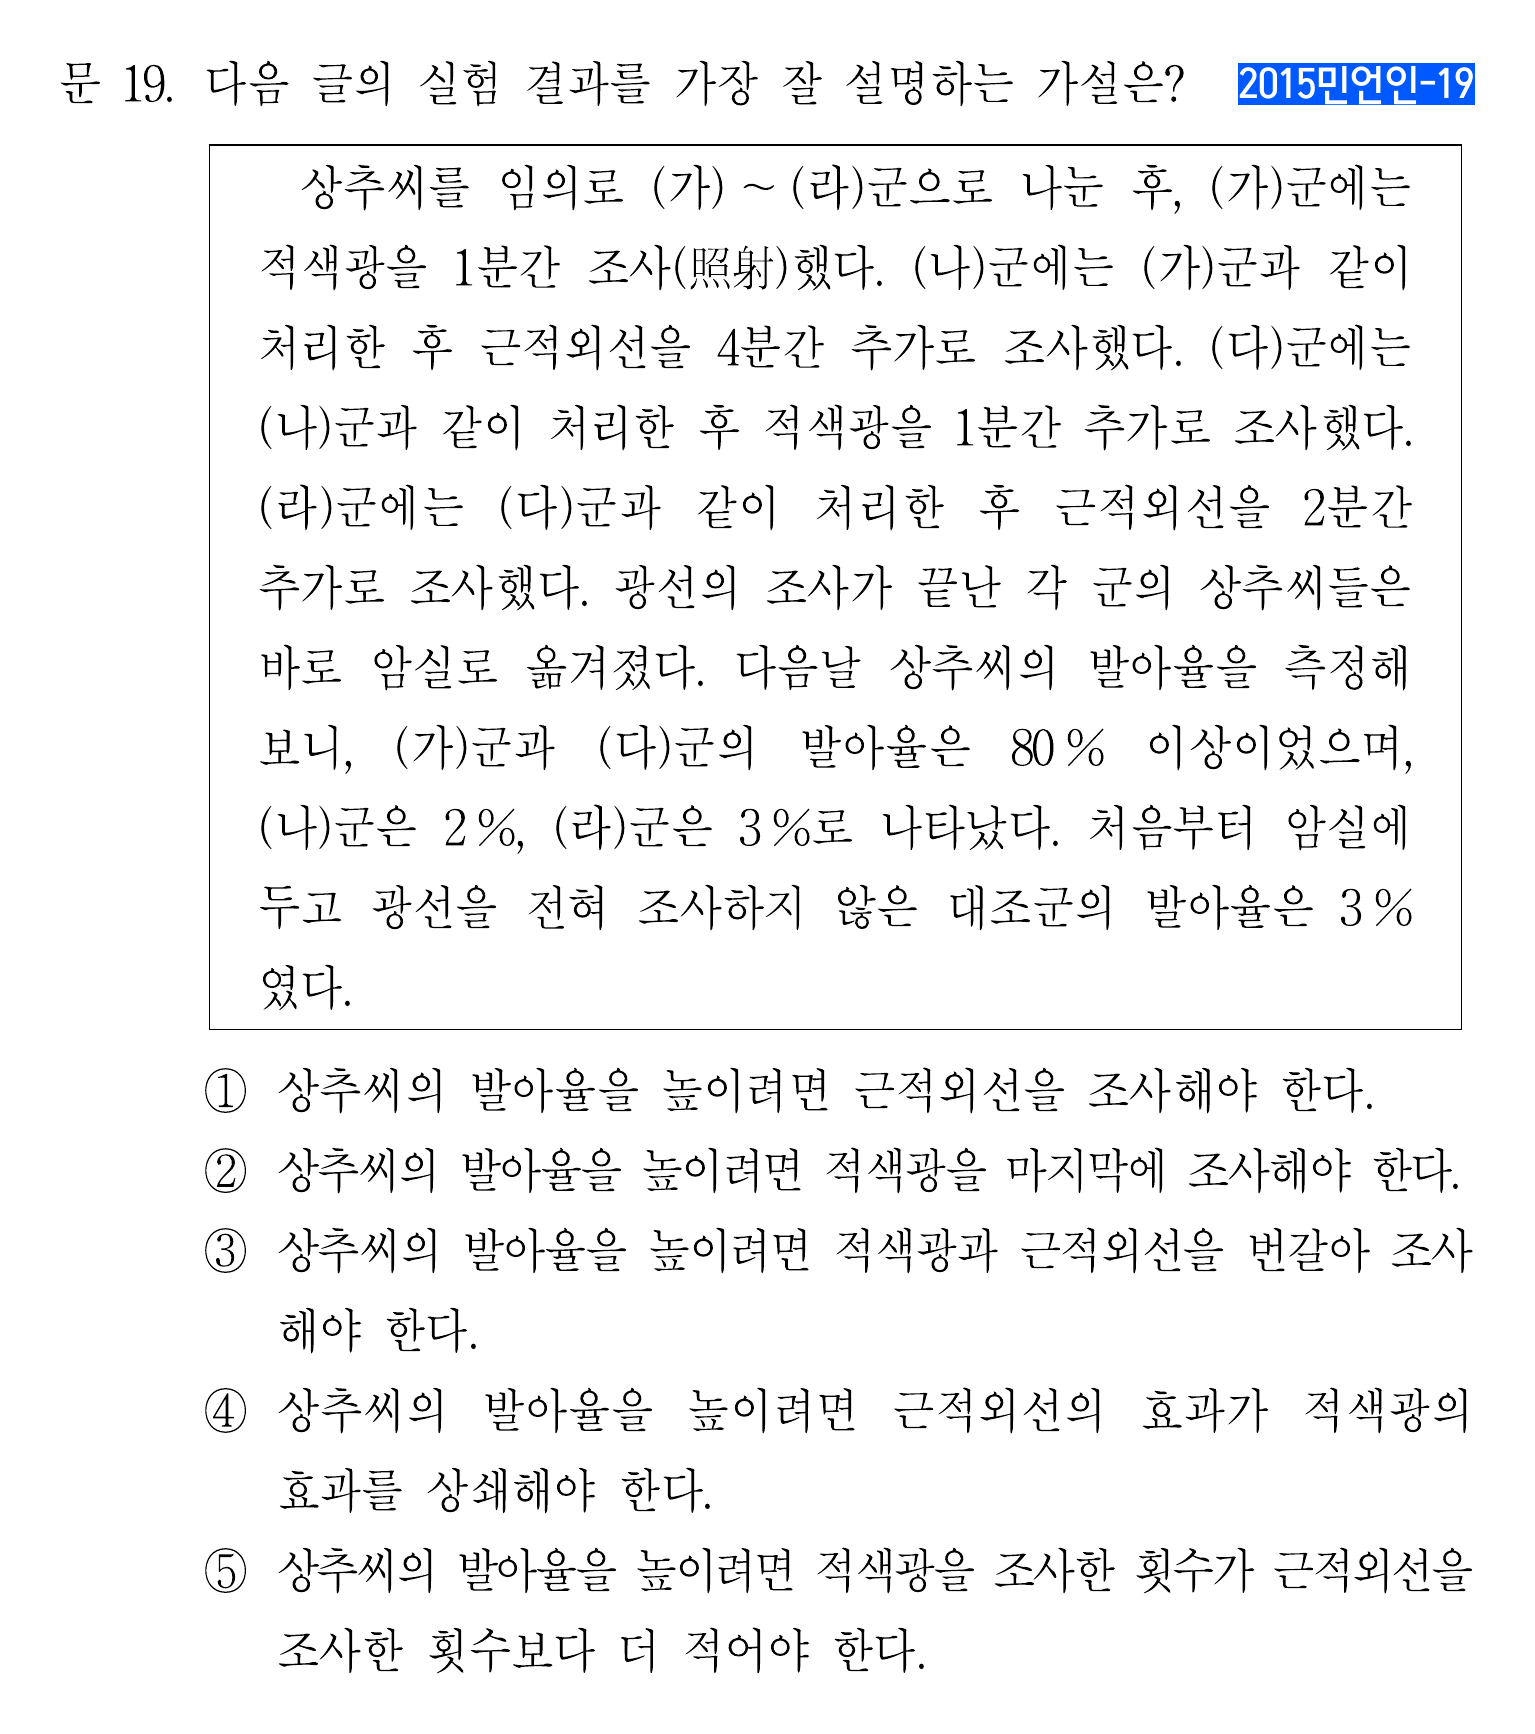 문 19. 다음 글의 실험 결과를 가장 잘 설명하는 가설은? 2015민언인-19
상추씨를 임의로 (가) ~ (라)군으로 나눈 후, (가)군에는
적색광을 1분간 조사(照射)했다. (나)군에는 (가)군과 같이
처리한 후 근적외선을 4분간 추가로 조사했다. (다)군에는
(나)군과 같이 처리한 후 적색광을 1분간 추가로 조사했다.
(라)군에는 (다)군과 같이 처리한 후 근적외선을 2분간
추가로 조사했다. 광선의 조사가 끝난 각 군의 상추씨들은
바로 암실로 옮겨졌다. 다음날 상추씨의 발아율을 측정해
보니, (가)군과 (다)군의 발아율은 80 % 이상이었으며,
(나)군은 2 %, (라)군은 3 %로 나타났다. 처음부터 암실에
두고 광선을 전혀 조사하지 않은 대조군의 발아율은 3 %
였다.
① 상추씨의 발아율을 높이려면 근적외선을 조사해야 한다.
② 상추씨의 발아율을 높이려면 적색광을 마지막에 조사해야 한다.
③ 상추씨의 발아율을 높이려면 적색광과 근적외선을 번갈아 조사
해야 한다.
④ 상추씨의 발아율을 높이려면 근적외선의 효과가 적색광의
효과를 상쇄해야 한다.
⑤ 상추씨의 발아율을 높이려면 적색광을 조사한 횟수가 근적외선을
조사한 횟수보다 더 적어야 한다.